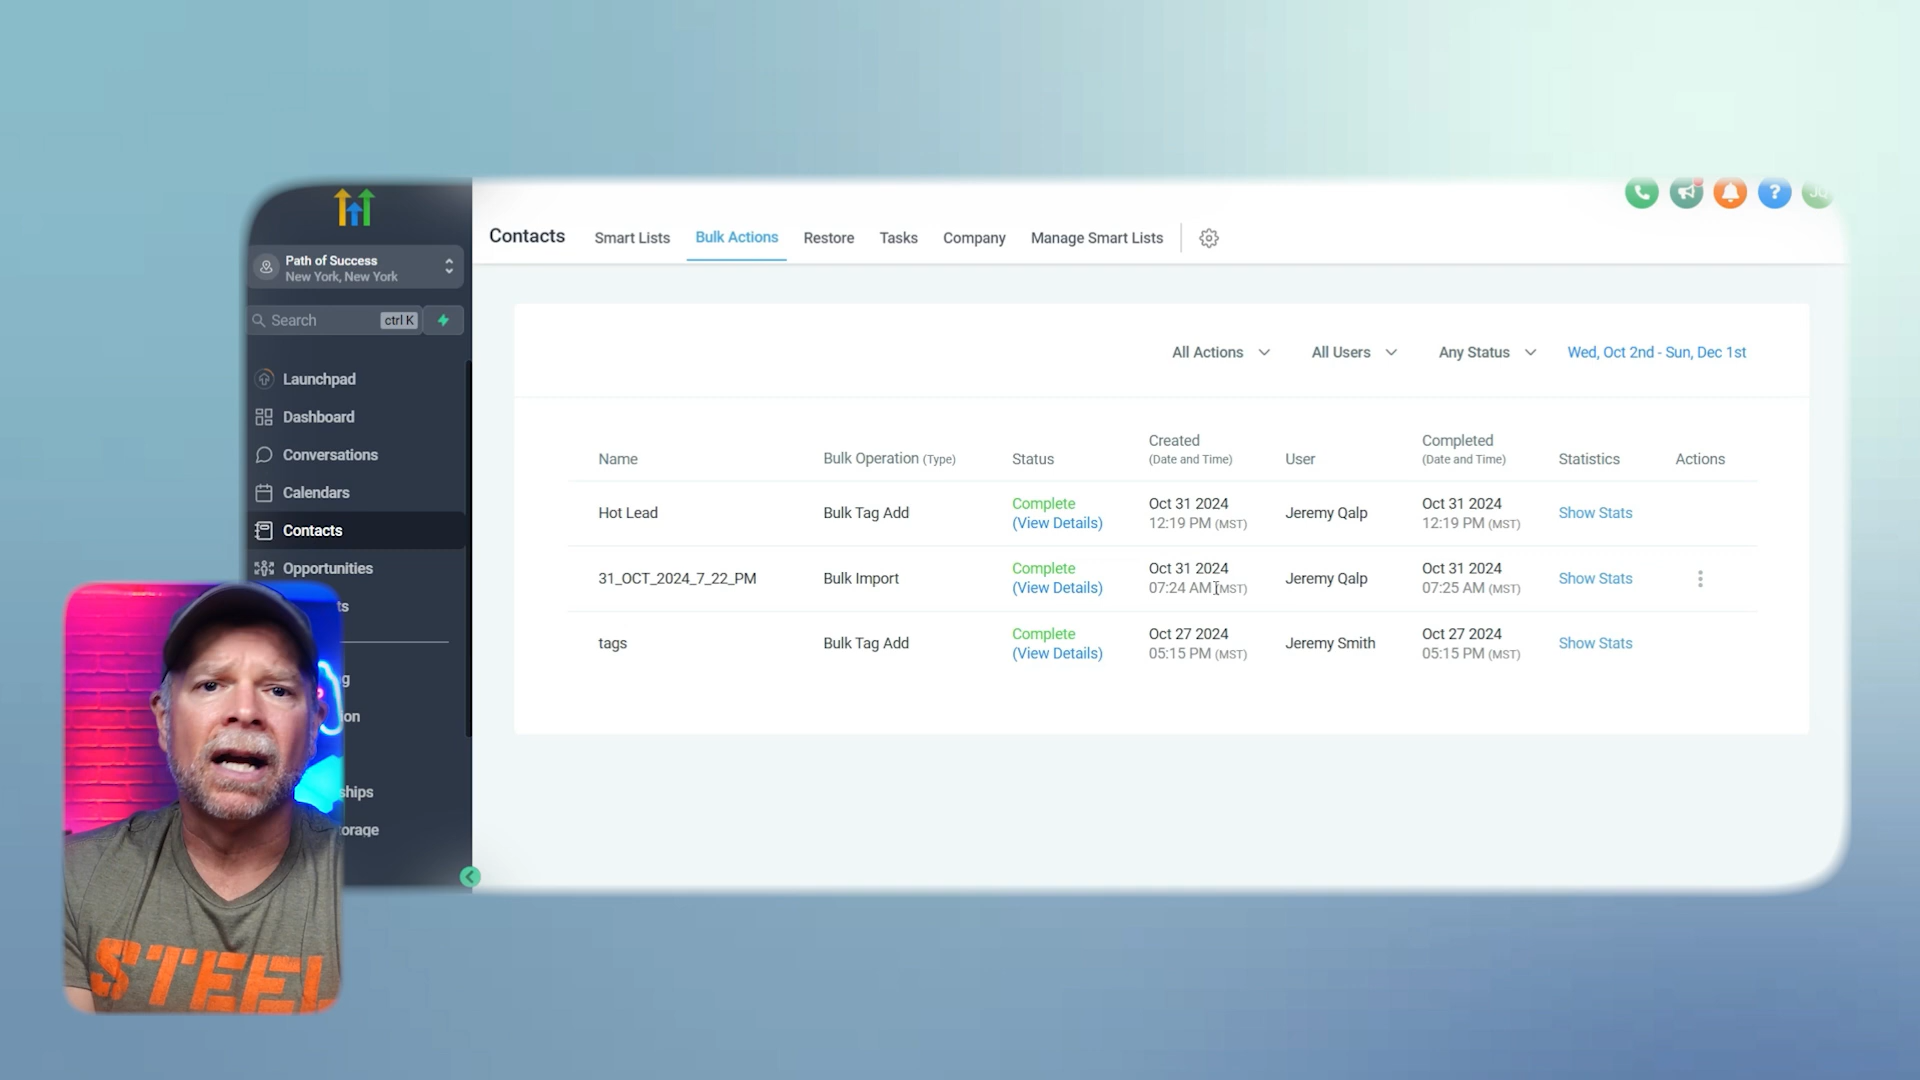 Path of Success
New York, New York
Search
ctrl K
Launchpad
Dashboard
Conversations
Calendars
Contacts
Opportunities
ts
g
on
ships
orage
STEEL
Contacts
Smart Lists
Bulk Actions
Restore
Tasks
Company
Manage Smart Lists
?
All Actions
All Users
Any Status
Wed, Oct 2nd - Sun, Dec 1st
Name
Bulk Operation (Type)
Status
Created
(Date and Time)
User
Completed
(Date and Time)
Statistics
Actions
Hot Lead
Bulk Tag Add
Complete
(View Details)
Oct 31 2024
12:19 PM (MST)
Jeremy Qalp
Oct 31 2024
12:19 PM (MST)
Show Stats
31_OCT_2024_7_22_PM
Bulk Import
Complete
(View Details)
Oct 31 2024
07:24 AM (MST)
Jeremy Qalp
Oct 31 2024
07:25 AM (MST)
Show Stats
tags
Bulk Tag Add
Complete
(View Details)
Oct 27 2024
05:15 PM (MST)
Jeremy Smith
Oct 27 2024
05:15 PM (MST)
Show Stats